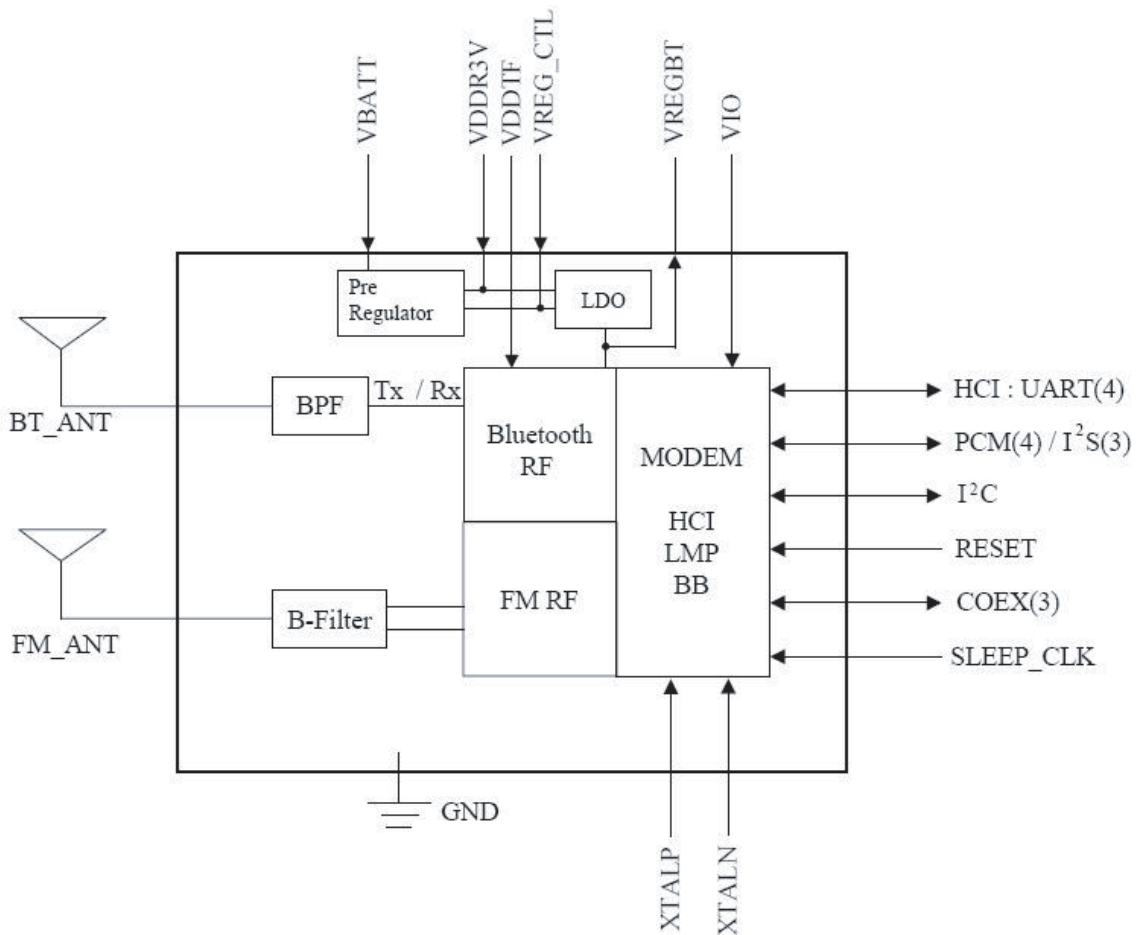 VBATT
VDDR3V
VDDTF
VREG_CTL
VREGBT
VIO
Pre
Regulator
LDO
BT_ANT
BPF
Tx / Rx
Bluetooth
RF
MODEM
HCI
LMP
BB
FM_ANT
B-Filter
FM RF
HCI : UART(4)
PCM(4) / I²S(3)
I²C
RESET
COEX(3)
SLEEP_CLK
GND
XTALP
XTALN